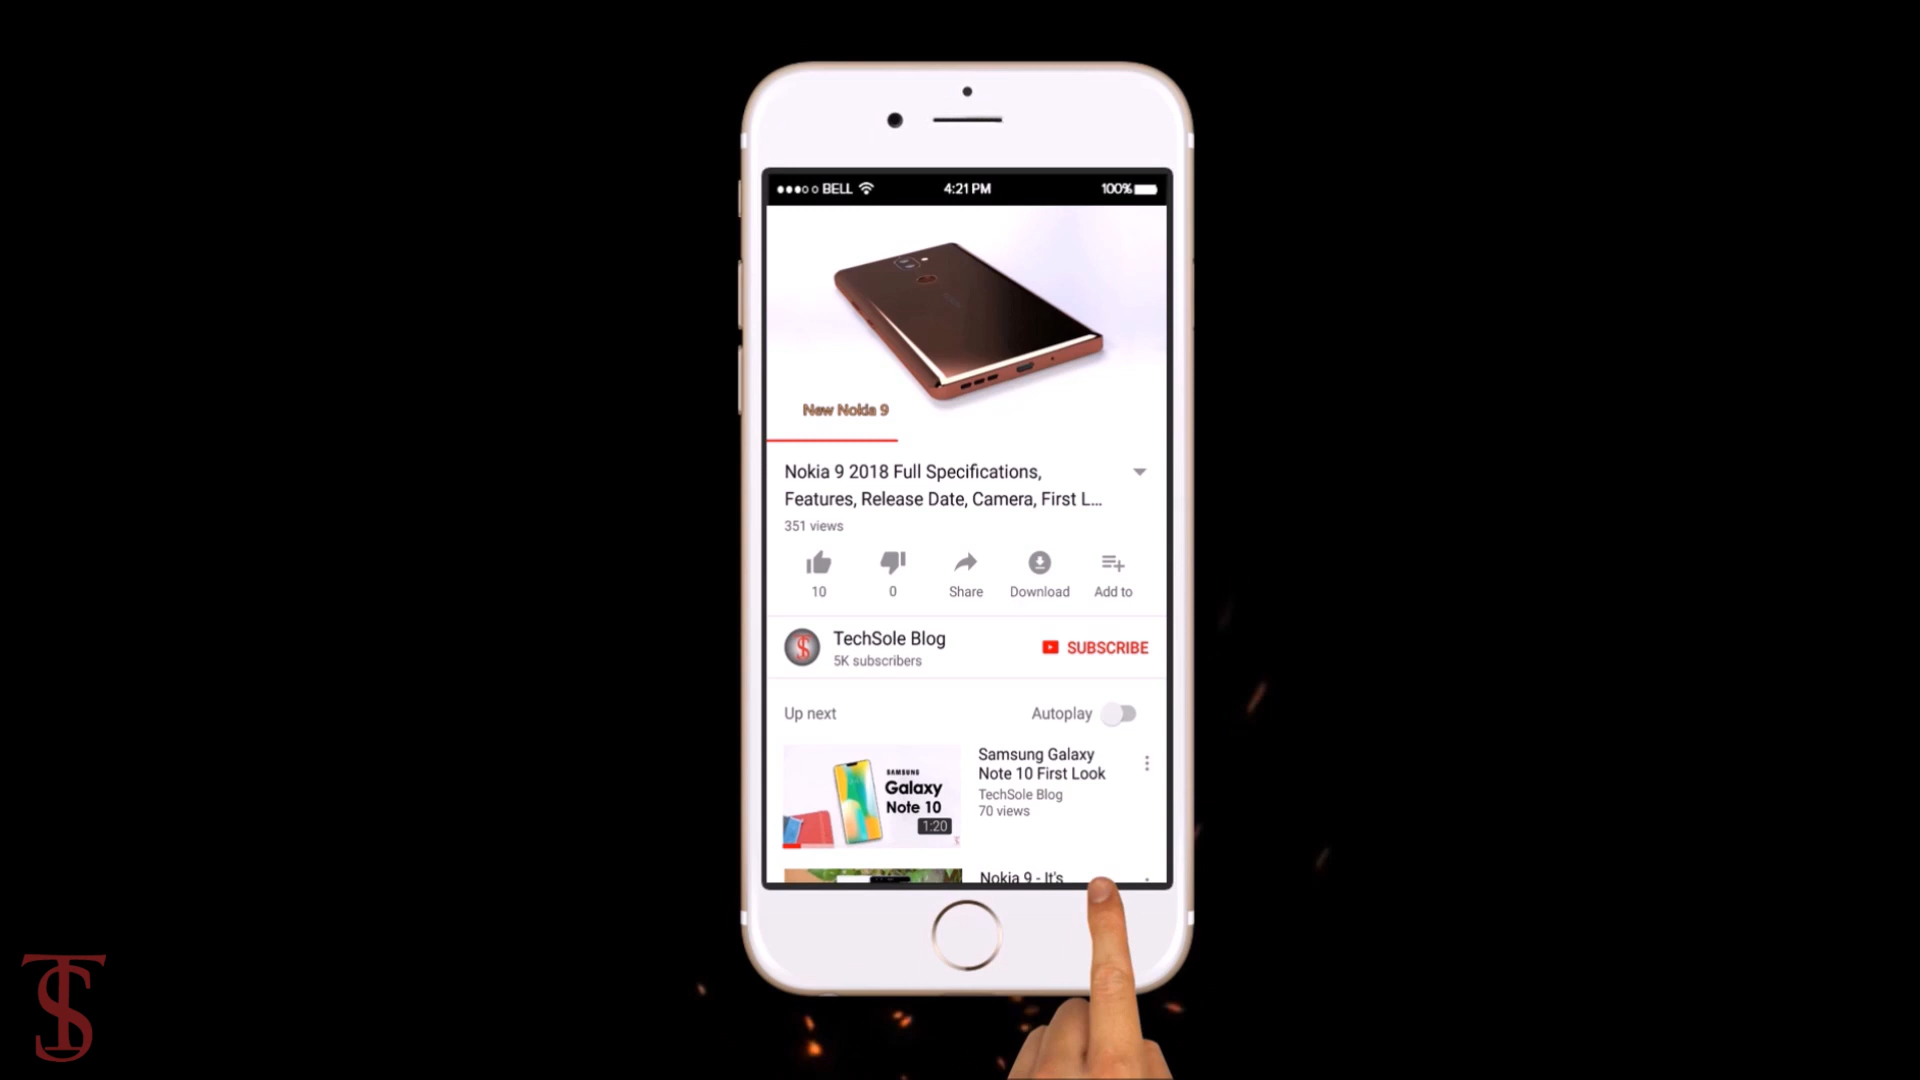 BELL
4:21 PM
100%
New Nokia 9
Nokia 9 2018 Full Specifications,
Features, Release Date, Camera, First L...
351 views
10
0
Share
Download
Add to
TechSole Blog
5K subscribers
SUBSCRIBE
Up next
Autoplay
SAMSUNG
Galaxy
Note 10
1:20
Samsung Galaxy
Note 10 First Look
TechSole Blog
70 views
Nokia 9 - It's
TS